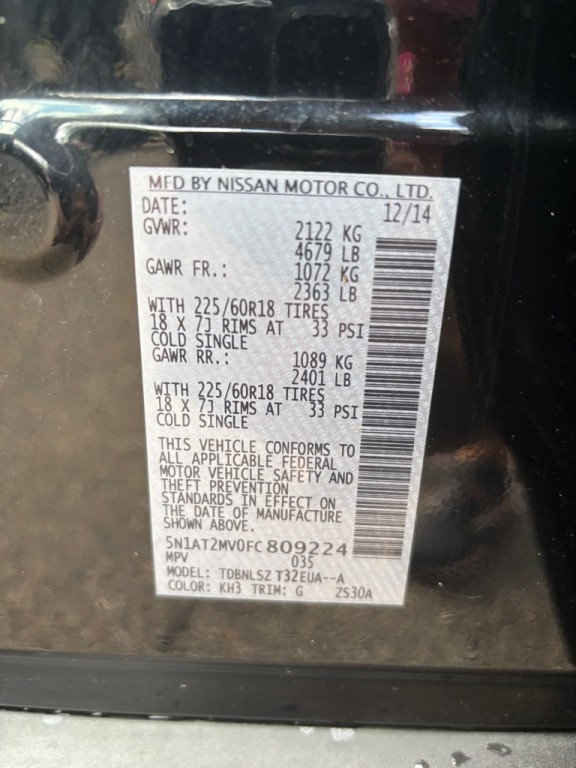 MFD BY NISSAN MOTOR CO., LTD.
DATE: 12/14
GVWR: 2122 KG
4679 LB
GAWR FR.: 1072 KG
2363 LB
WITH 225/60R18 TIRES
18 X 7J RIMS AT 33 PSI
COLD SINGLE
GAWR RR.: 1089 KG
2401 LB
WITH 225/60R18 TIRES
18 X 7J RIMS AT 33 PSI
COLD SINGLE
THIS VEHICLE CONFORMS TO
ALL APPLICABLE FEDERAL
MOTOR VEHICLE SAFETY AND
THEFT PREVENTION
STANDARDS IN EFFECT ON
THE DATE OF MANUFACTURE
SHOWN ABOVE.
5N1AT2MV0FC809224
MPV 035
MODEL: TDBNLSZ T32EUA--A
COLOR: KH3 TRIM: G ZS30A